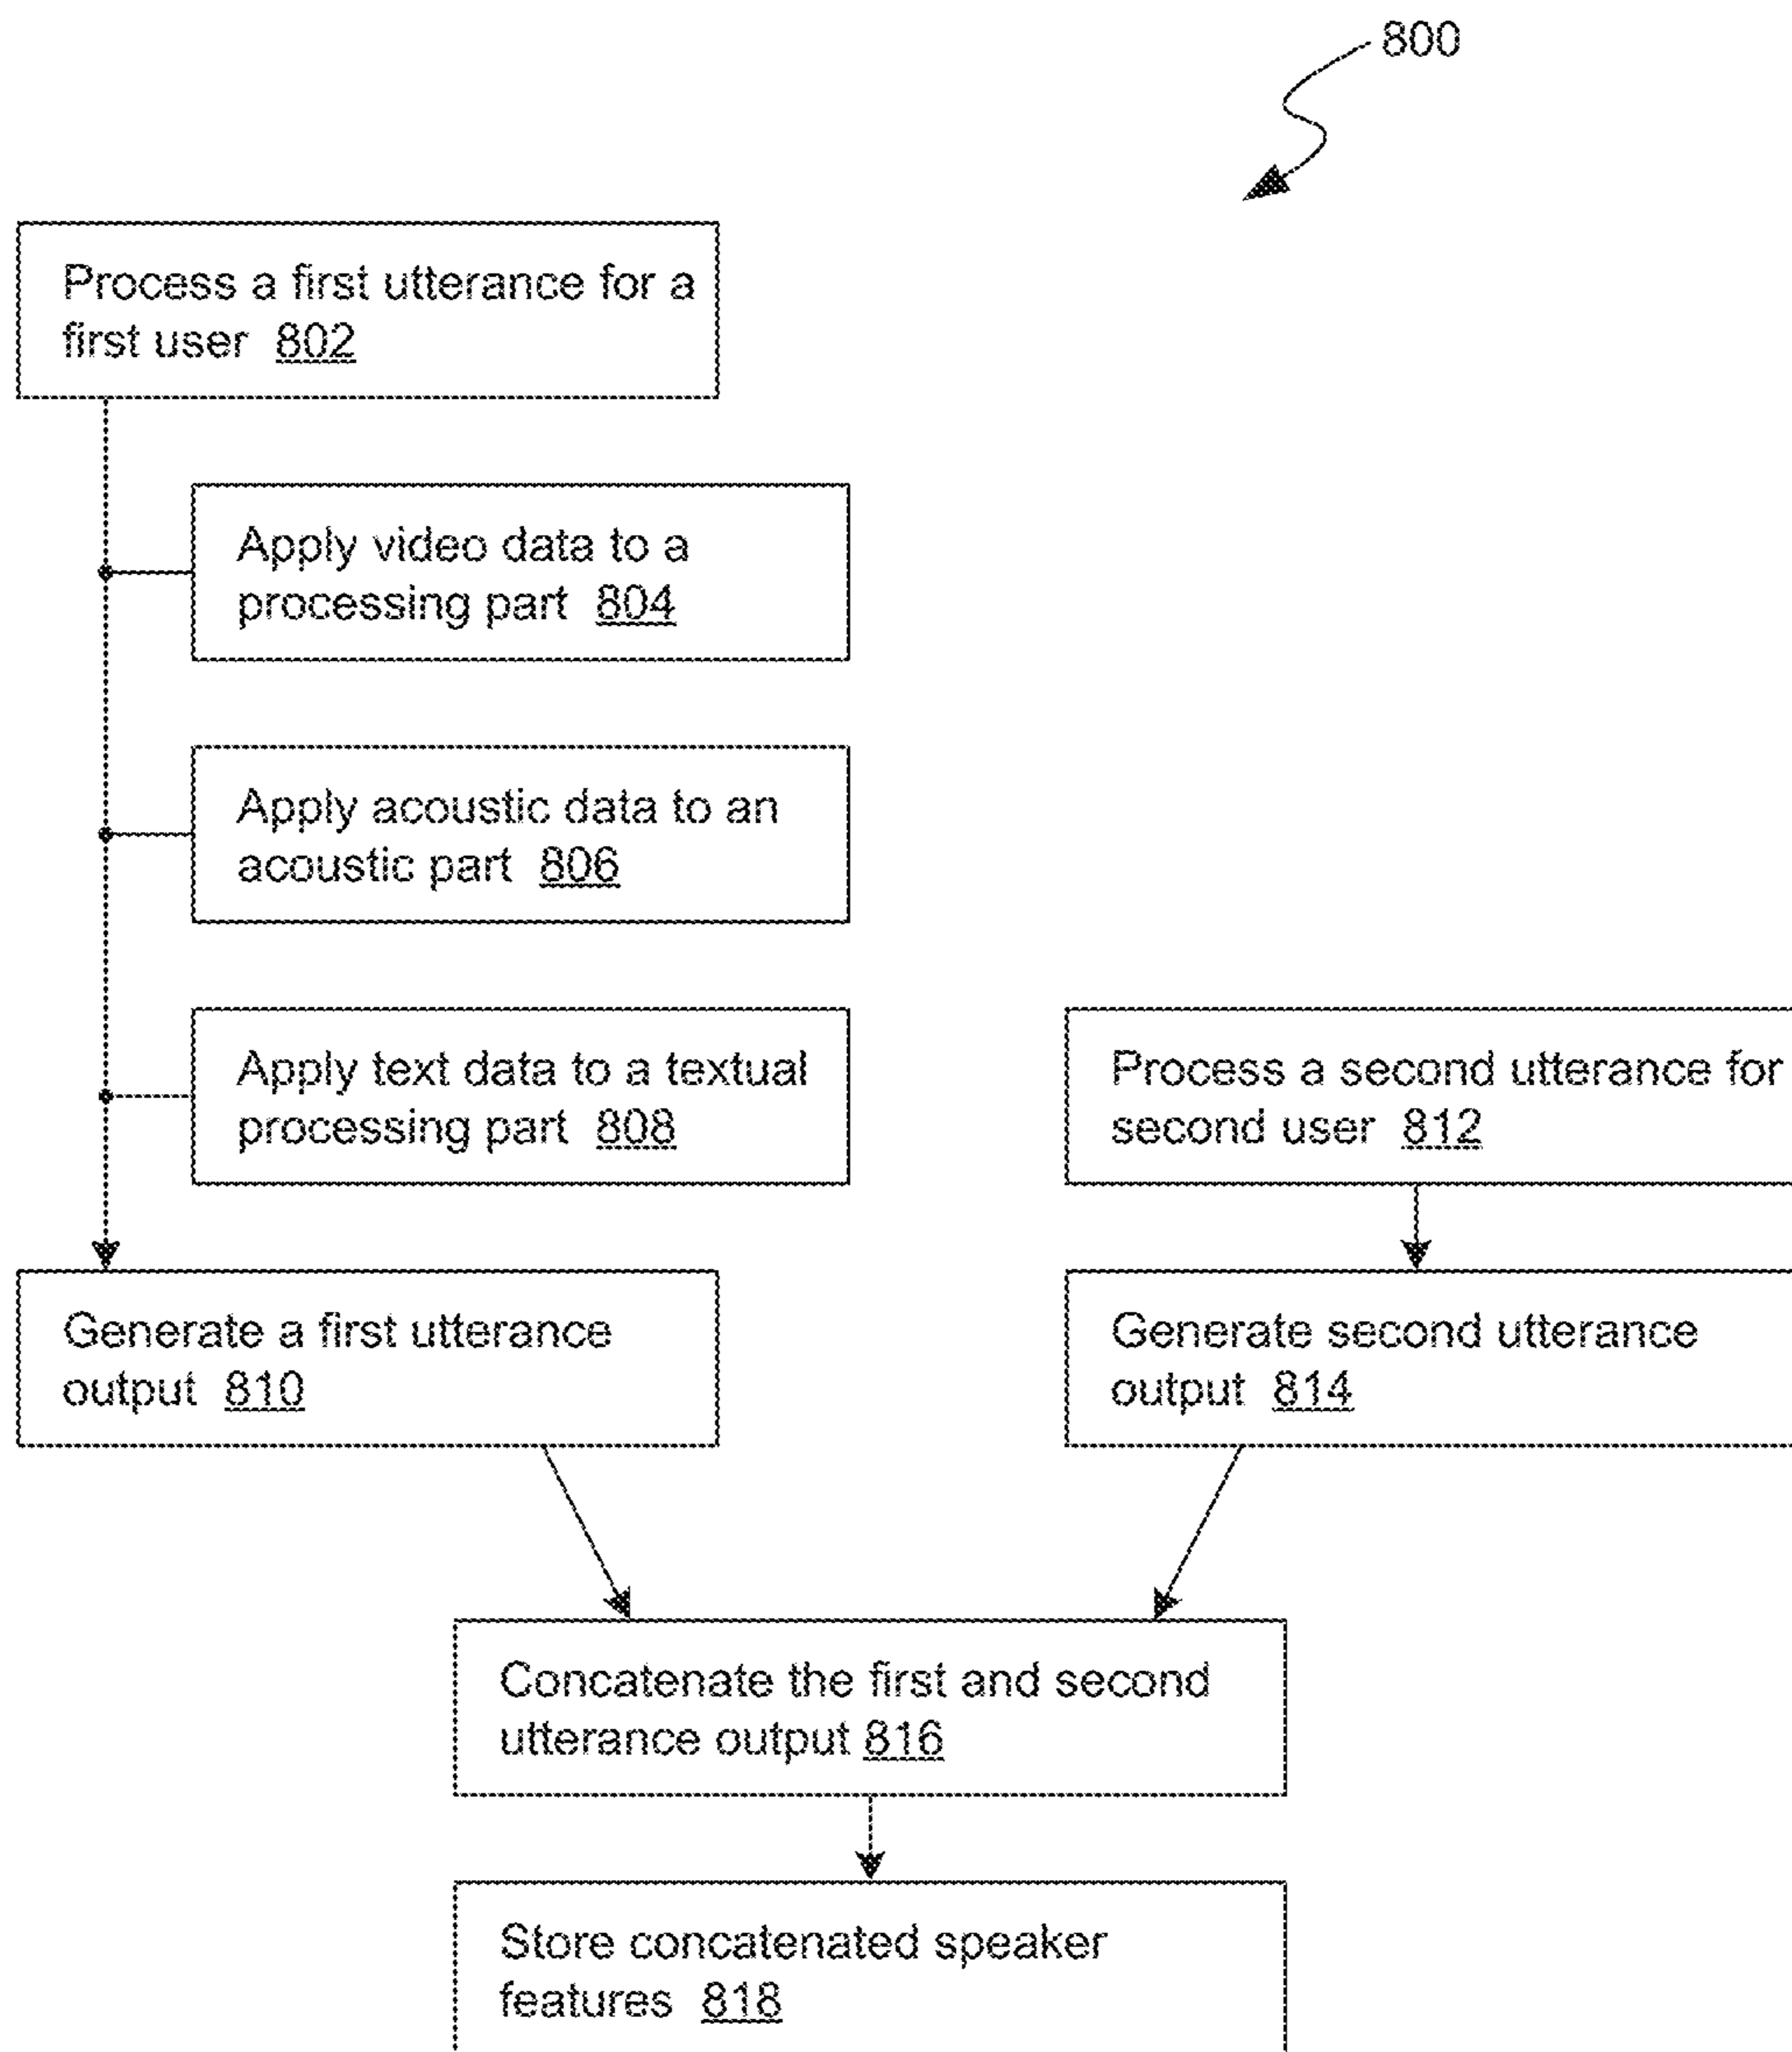 800
Process a first utterance for a
first user 802
Apply video data to a
processing part 804
Apply acoustic data to an
acoustic part 806
Apply text data to a textual
processing part 808
Process a second utterance for
second user 812
Generate a first utterance
output 810
Generate second utterance
output 814
Concatenate the first and second
utterance output 816
Store concatenated speaker
features 818